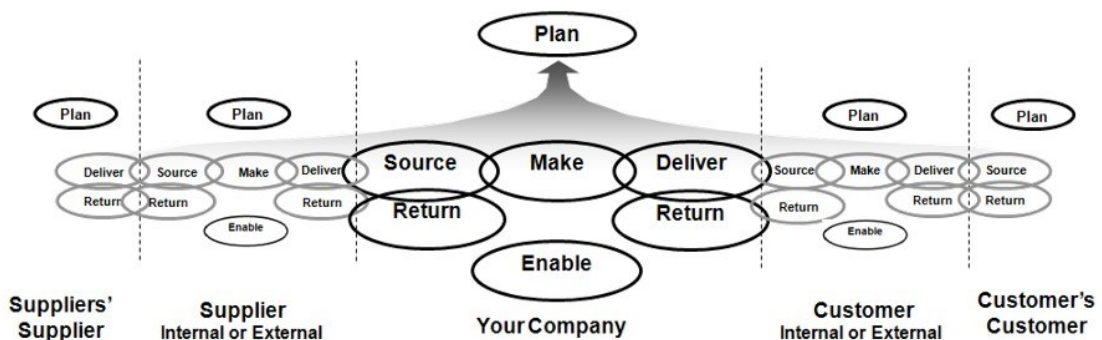 Plan
Plan
Plan
Plan
Plan
Deliver
Source
Make
Deliver
Source
Make
Deliver
Source
Make
Deliver
Source
Return
Return
Return
Return
Return
Return
Return
Return
Enable
Enable
Enable
Suppliers'
Supplier
Supplier
Internal or External
Your Company
Customer
Internal or External
Customer's
Customer